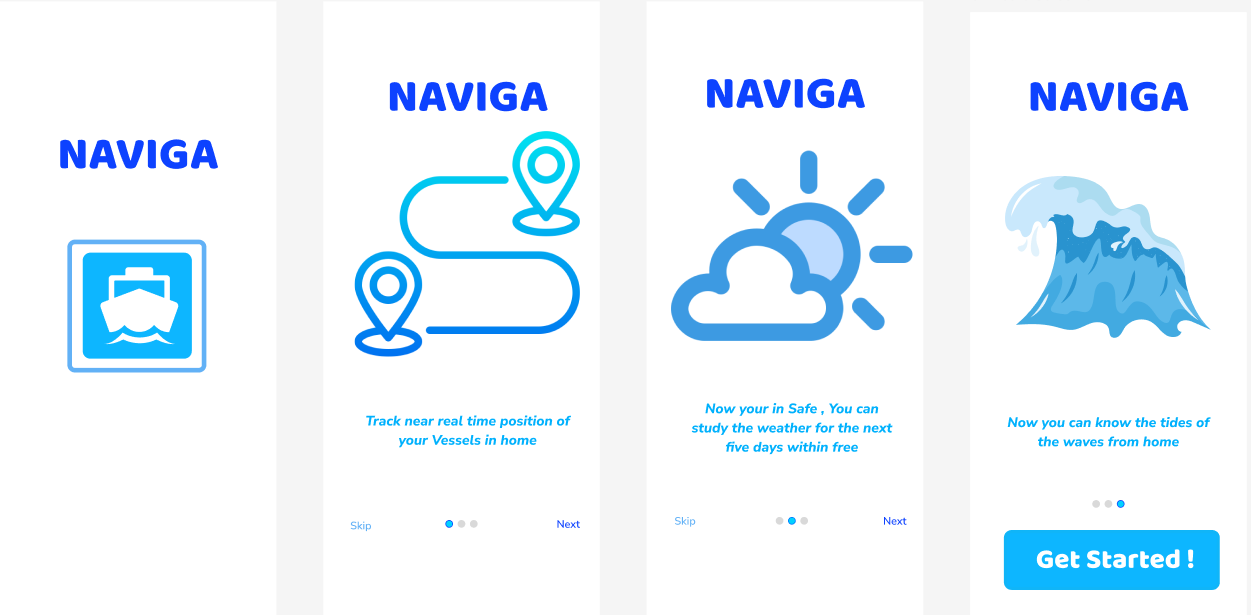 NAVIGA
NAVIGA
Track near real time position of
your Vessels in home
Skip
Next
NAVIGA
Now your in Safe , You can
study the weather for the next
five days within free
Skip
Next
NAVIGA
Now you can know the tides of
the waves from home
Get Started !